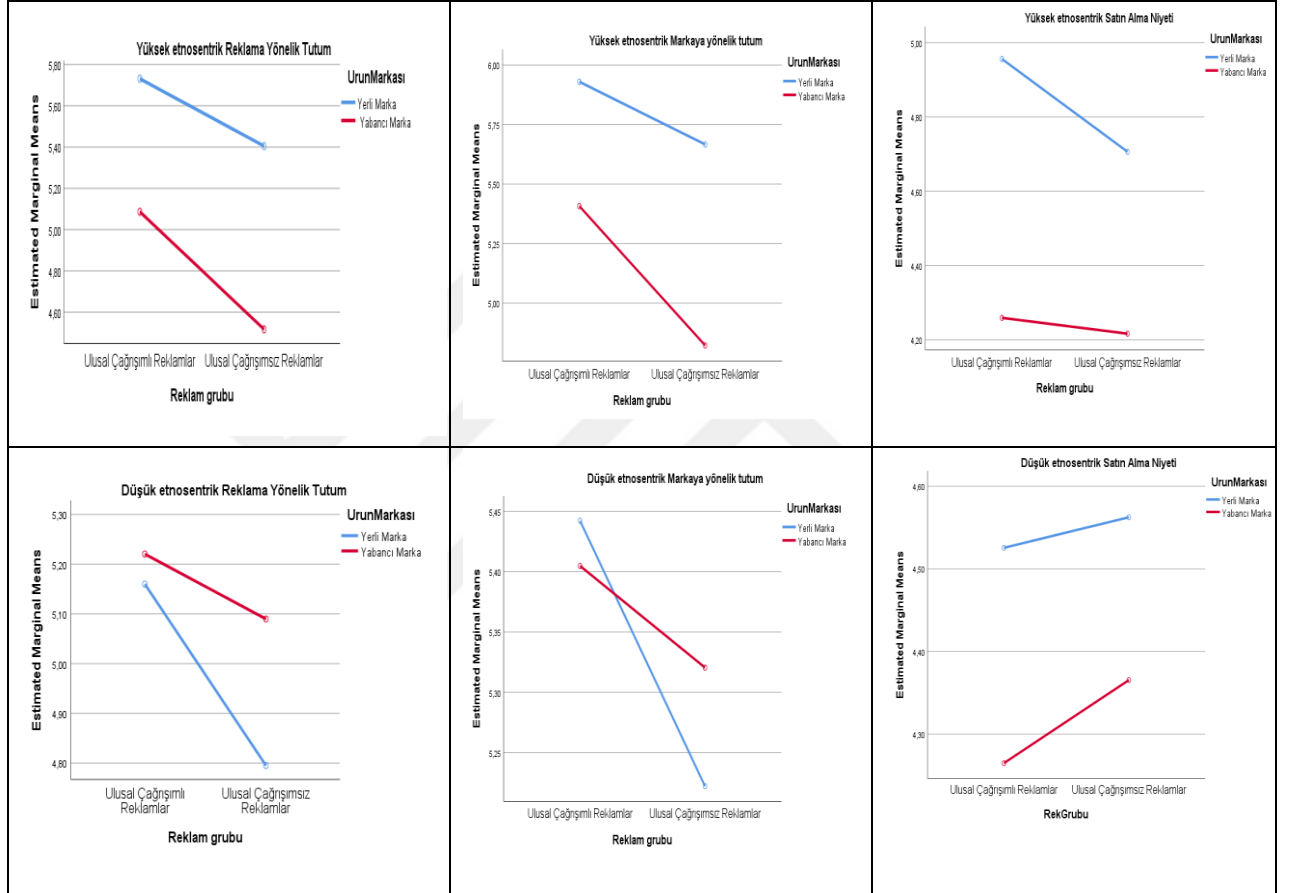 Yüksek etnosentrik Reklama Yönelik Tutum
UrunMarkası
Yerli Marka
Yabancı Marka
Estimated Marginal Means
5,80
5,60
5,40
5,20
5,00
4,80
4,60
Ulusal Çağrışımlı Reklamlar Ulusal Çağrışımsız Reklamlar
Reklam grubu
Yüksek etnosentrik Markaya yönelik tutum
UrunMarkası
Yerli Marka
Yabancı Marka
Estimated Marginal Means
6,00
5,75
5,50
5,25
5,00
Ulusal Çağrışımlı Reklamlar Ulusal Çağrışımsız Reklamlar
Reklam grubu
Yüksek etnosentrik Satın Alma Niyeti
UrunMarkası
Yerli Marka
Yabancı Marka
Estimated Marginal Means
5,00
4,80
4,60
4,40
4,20
Ulusal Çağrışımlı Reklamlar Ulusal Çağrışımsız Reklamlar
Reklam grubu
Düşük etnosentrik Reklama Yönelik Tutum
UrunMarkası
Yerli Marka
Yabancı Marka
Estimated Marginal Means
5,30
5,20
5,10
5,00
4,90
4,80
Ulusal Çağrışımlı Ulusal Çağrışımsız
Reklamlar Reklamlar
Reklam grubu
Düşük etnosentrik Markaya yönelik tutum
UrunMarkası
Yerli Marka
Yabancı Marka
Estimated Marginal Means
5,45
5,40
5,35
5,30
5,25
Ulusal Çağrışımlı Reklamlar Ulusal Çağrışımsız Reklamlar
Reklam grubu
Düşük etnosentrik Satın Alma Niyeti
UrunMarkası
Yerli Marka
Yabancı Marka
Estimated Marginal Means
4,60
4,50
4,40
4,30
Ulusal Çağrışımlı Reklamlar Ulusal Çağrışımsız Reklamlar
RekGrubu